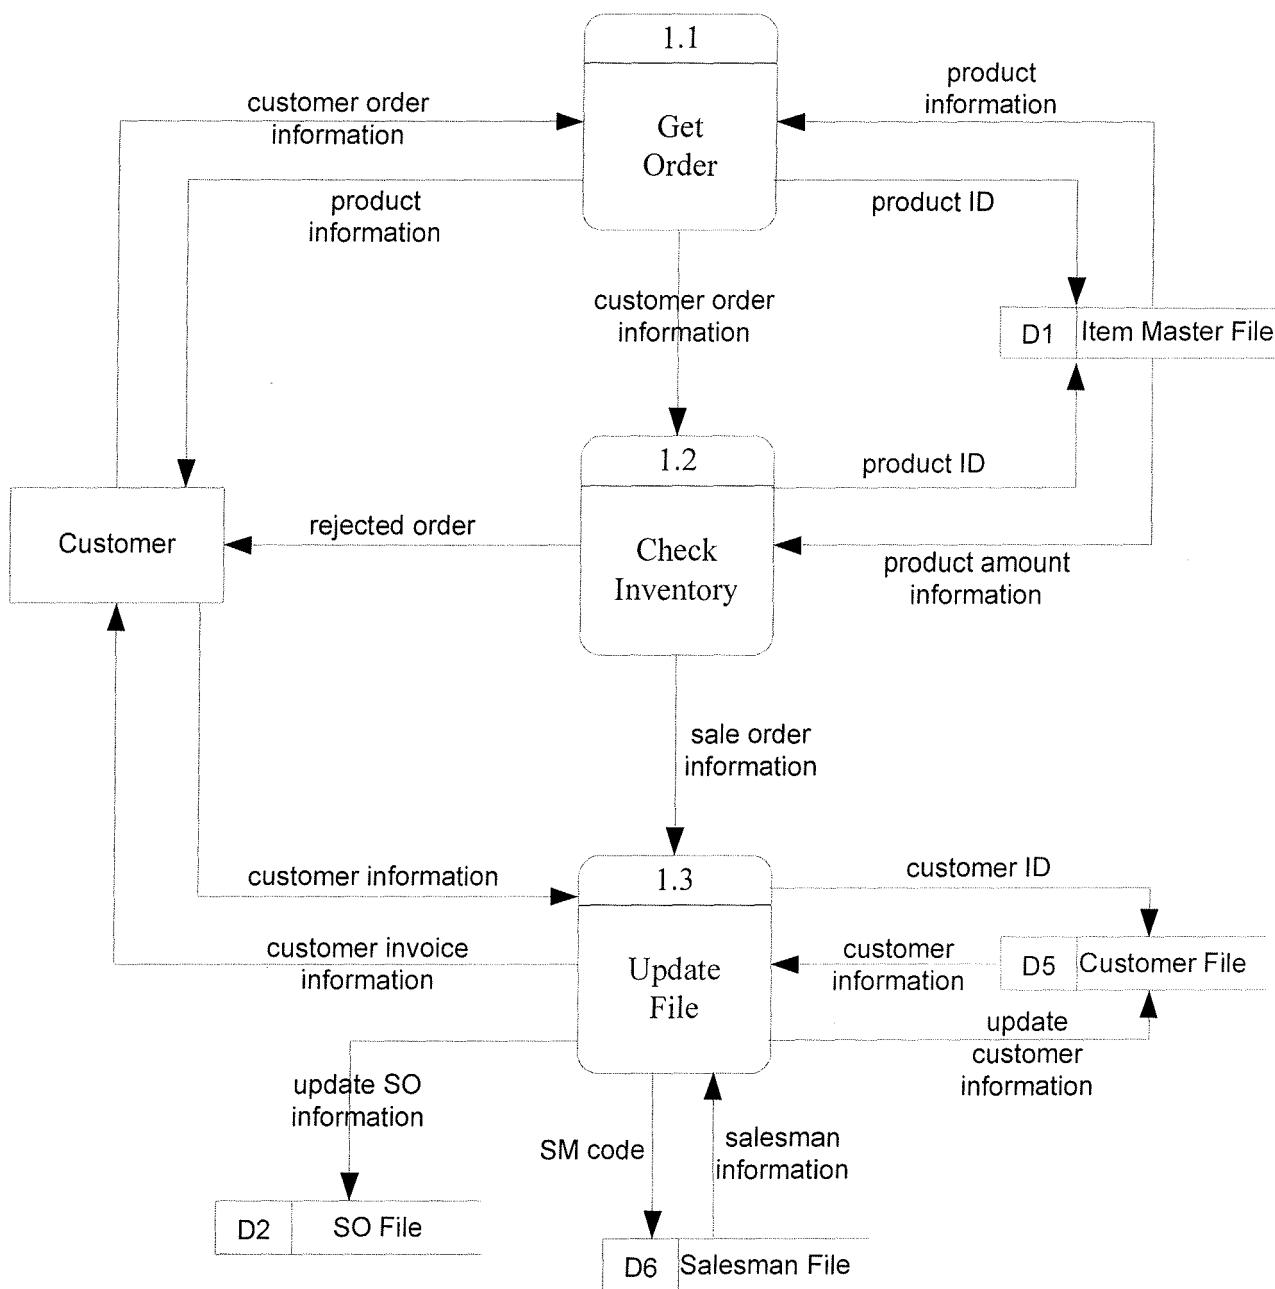 1.1
Get
Order
customer order
information
product
information
product
information
product ID
customer order
information
D1
Item Master File
1.2
Check
Inventory
product ID
Customer
rejected order
product amount
information
sale order
information
1.3
Update
File
customer information
customer ID
customer invoice
information
customer
information
D5
Customer File
update
customer
information
update SO
information
SM code
salesman
information
D2
SO File
D6
Salesman File